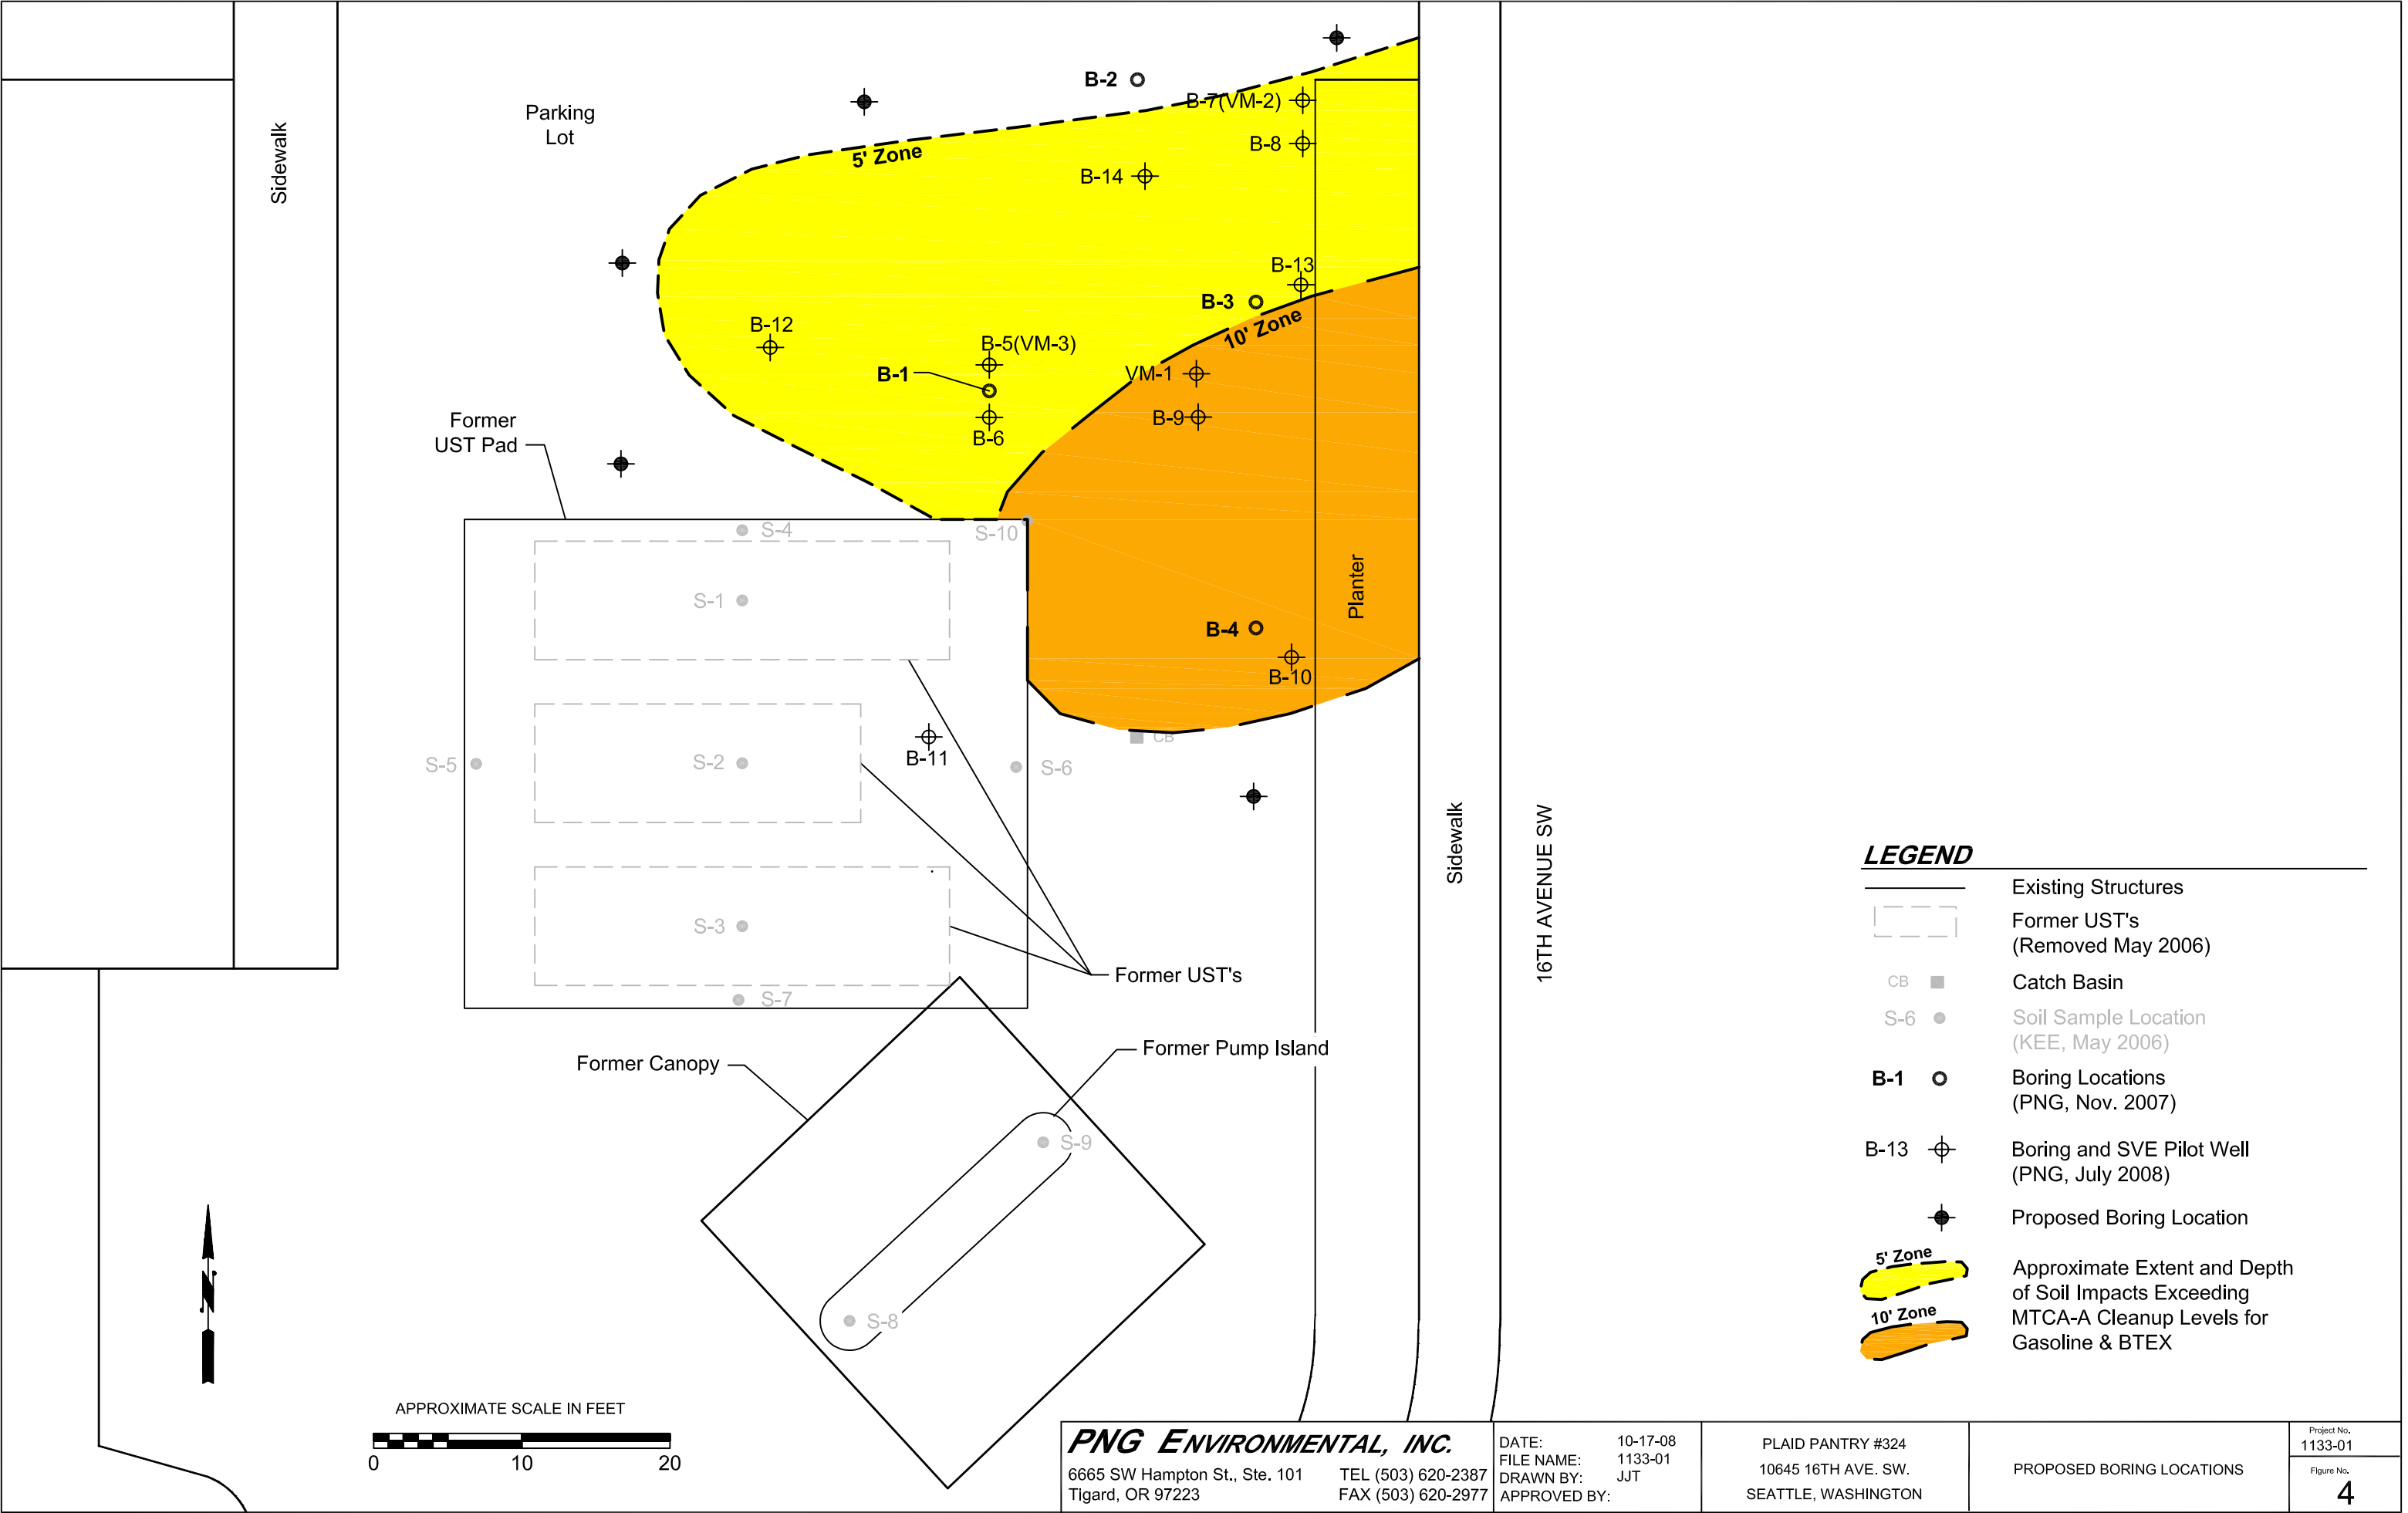 B-2
Parking
Lot
Sidewalk
B-7(VM-2)
B-8
5' Zone
B-14
B-13
B-3
10' Zone
B-12
B-5(VM-3)
B-1
VM-1
B-9
B-6
Former
UST Pad
S-4
S-10
S-1
Planter
B-4
B-10
CB
B-11
S-5
S-2
S-6
Sidewalk
16TH AVENUE SW
S-3
Former UST's
S-7
Former Canopy
Former Pump Island
S-9
S-8
N
LEGEND
Existing Structures
Former UST's
(Removed May 2006)
CB
Catch Basin
S-6
Soil Sample Location
(KEE, May 2006)
B-1
Boring Locations
(PNG, Nov. 2007)
B-13
Boring and SVE Pilot Well
(PNG, July 2008)
Proposed Boring Location
5' Zone
10' Zone
Approximate Extent and Depth
of Soil Impacts Exceeding
MTCA-A Cleanup Levels for
Gasoline & BTEX
APPROXIMATE SCALE IN FEET
0 10 20
PNG ENVIRONMENTAL, INC.
6665 SW Hampton St., Ste. 101 TEL (503) 620-2387
Tigard, OR 97223 FAX (503) 620-2977
DATE: 10-17-08
FILE NAME: 1133-01
DRAWN BY: JJT
APPROVED BY:
PLAID PANTRY #324
10645 16TH AVE. SW.
SEATTLE, WASHINGTON
PROPOSED BORING LOCATIONS
Project No.
1133-01
Figure No.
4